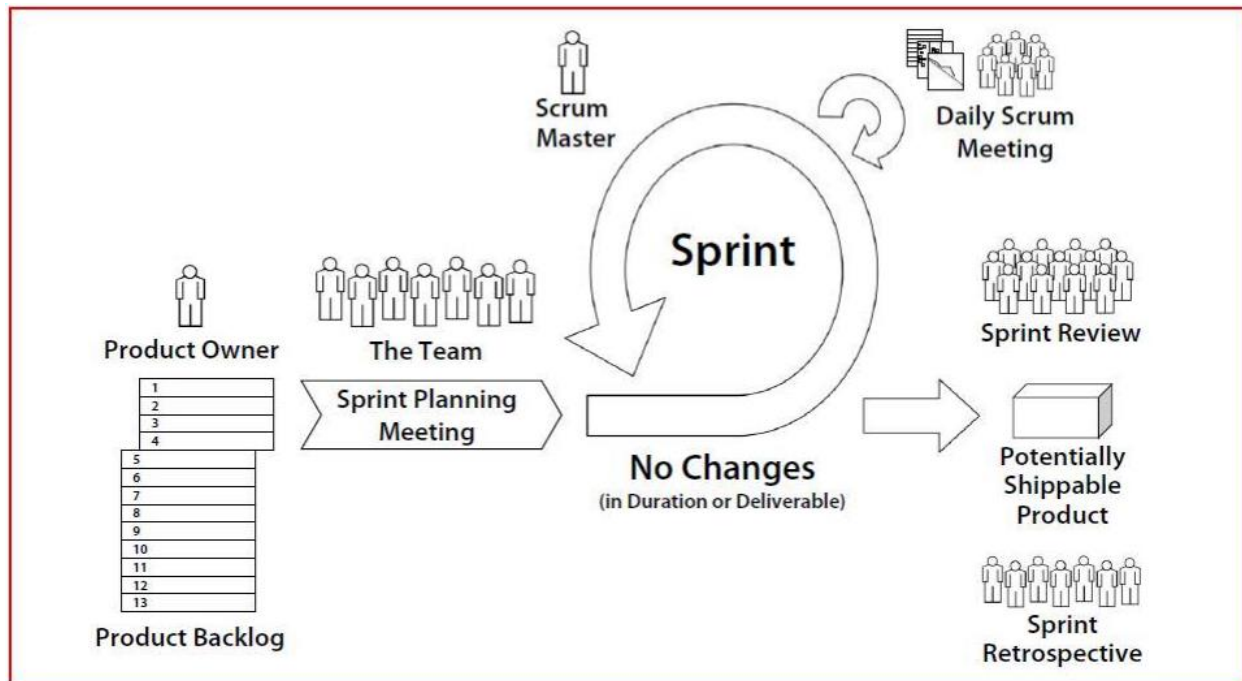 Scrum
Master
Daily Scrum
Meeting
Sprint
Product Owner
The Team
Sprint Review
1
2
3
4
5
6
7
8
9
10
11
12
13
Sprint Planning
Meeting
No Changes
(in Duration or Deliverable)
Potentially
Shippable
Product
Product Backlog
Sprint
Retrospective